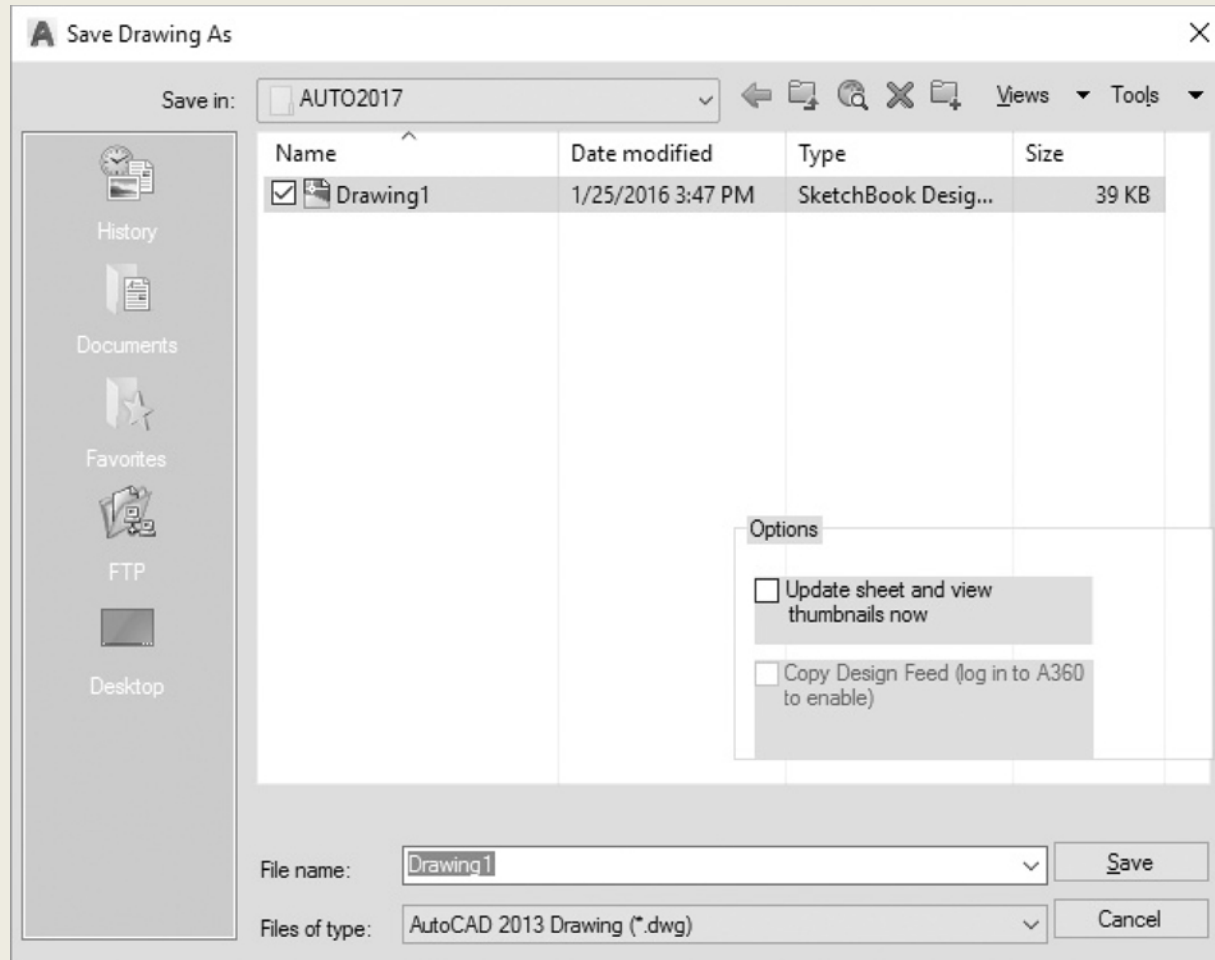 Save Drawing As
Save in:
AUTO2017
Views
Tools
Name
Date modified
Type
Size
Drawing1
1/25/2016 3:47 PM
SketchBook Desig...
39 KB
History
Documents
Favorites
FTP
Desktop
Options
Update sheet and view
thumbnails now
Copy Design Feed (log in to A360
to enable)
File name:
Drawing1
Save
Files of type:
AutoCAD 2013 Drawing (*.dwg)
Cancel